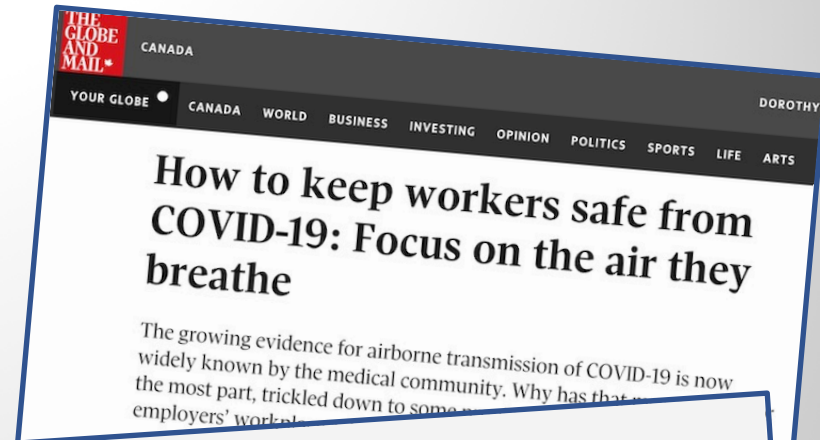 THE
GLOBE
AND
MAIL
CANADA
DOROTHY
YOUR GLOBE CANADA WORLD BUSINESS INVESTING OPINION POLITICS SPORTS LIFE ARTS
How to keep workers safe from
COVID-19: Focus on the air they
breathe
The growing evidence for airborne transmission of COVID-19 is now
widely known by the medical community. Why has that
the most part, trickled down to some
employers'